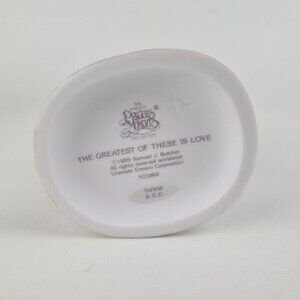 THE
ENESCO
PRECIOUS
MOMENTS
COLLECTION
THE GREATEST OF THESE IS LOVE
©1989 Samuel J. Butcher
All rights reserved worldwide
Licensee Enesco Corporation
521868
TAIWAN
R.O.C.